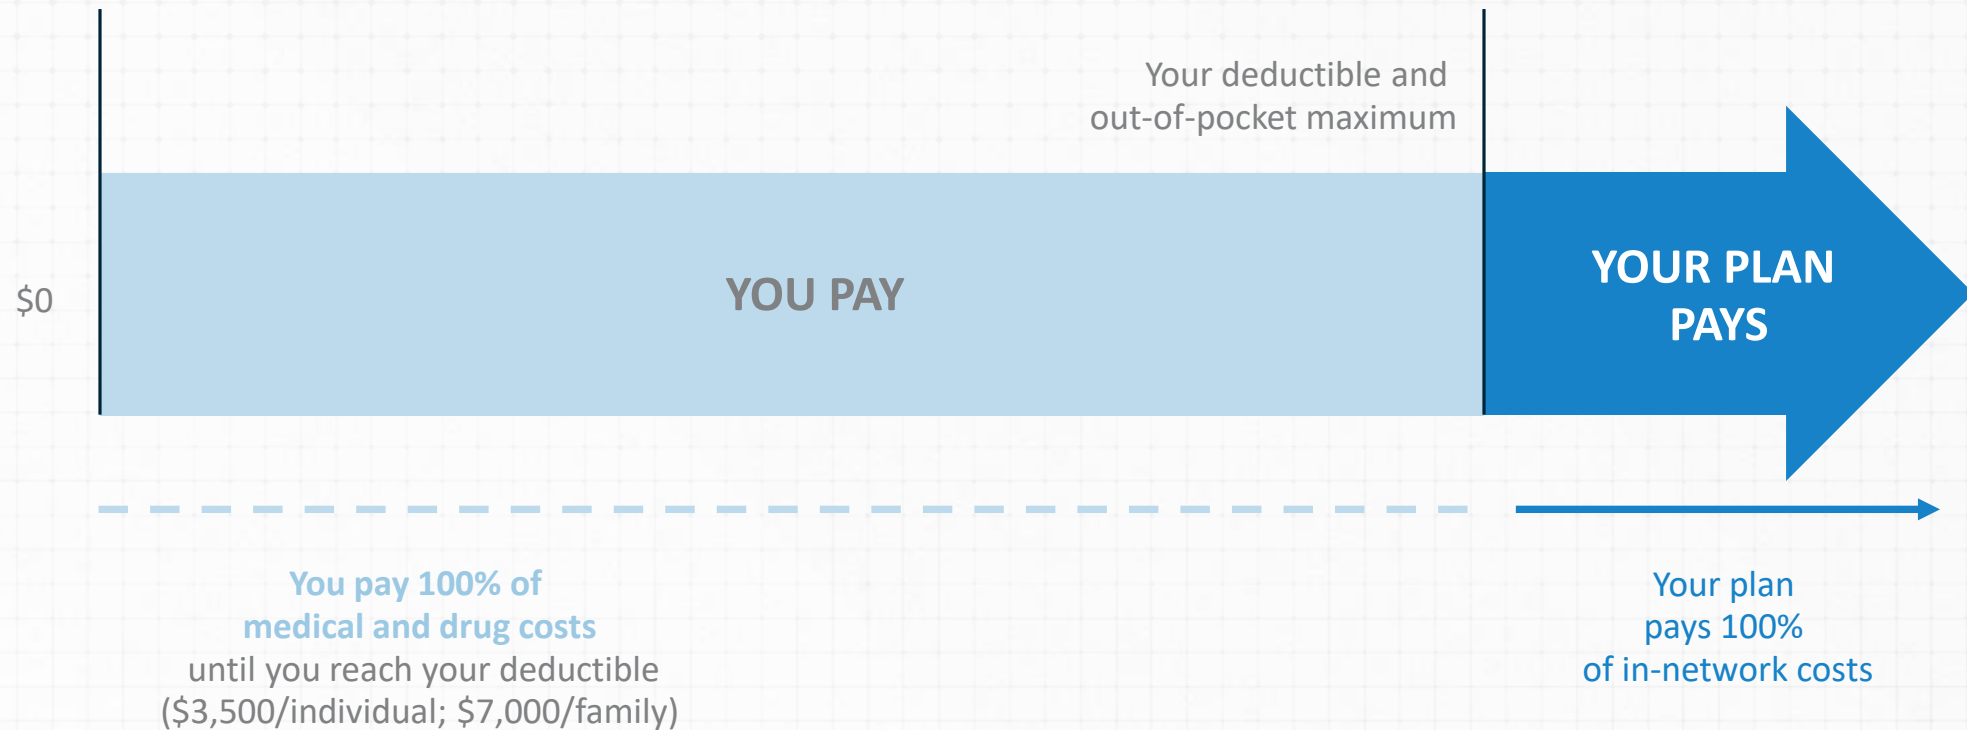 Your deductible and
out-of-pocket maximum
$0
YOU PAY
YOUR PLAN
PAYS
You pay 100% of
medical and drug costs
until you reach your deductible
($3,500/individual; $7,000/family)
Your plan
pays 100%
of in-network costs